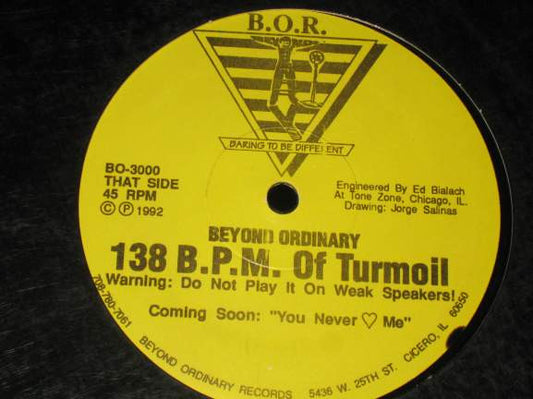 B.O.R.
BEYOND
DARING TO BE DIFFERENT
BO-3000
THAT SIDE
45 RPM
© Ⓟ 1992
Engineered By Ed Bialach
At Tone Zone, Chicago, IL.
Drawing: Jorge Salinas
BEYOND ORDINARY
138 B.P.M. Of Turmoil
Warning: Do Not Play It On Weak Speakers!
Coming Soon: "You Never ♡ Me"
708-780-7061
BEYOND ORDINARY RECORDS 5436 W. 25TH ST. CICERO, IL 60650